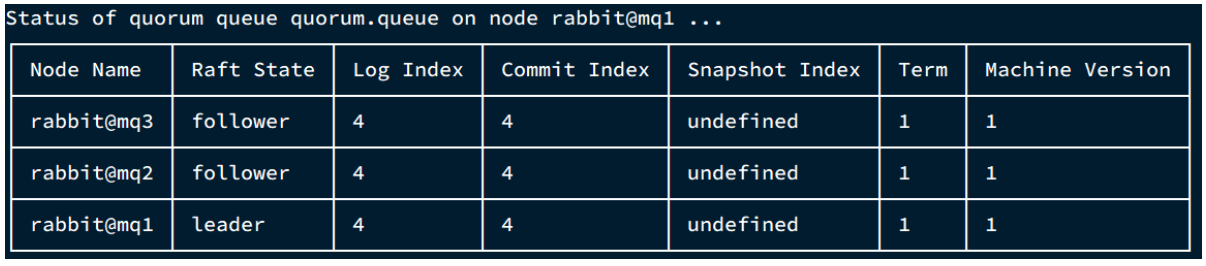 Status of quorum queue quorum.queue on node rabbit@mq1 ...
Node Name Raft State Log Index Commit Index Snapshot Index Term Machine Version
rabbit@mq3 follower 4 4 undefined 1 1
rabbit@mq2 follower 4 4 undefined 1 1
rabbit@mq1 leader 4 4 undefined 1 1